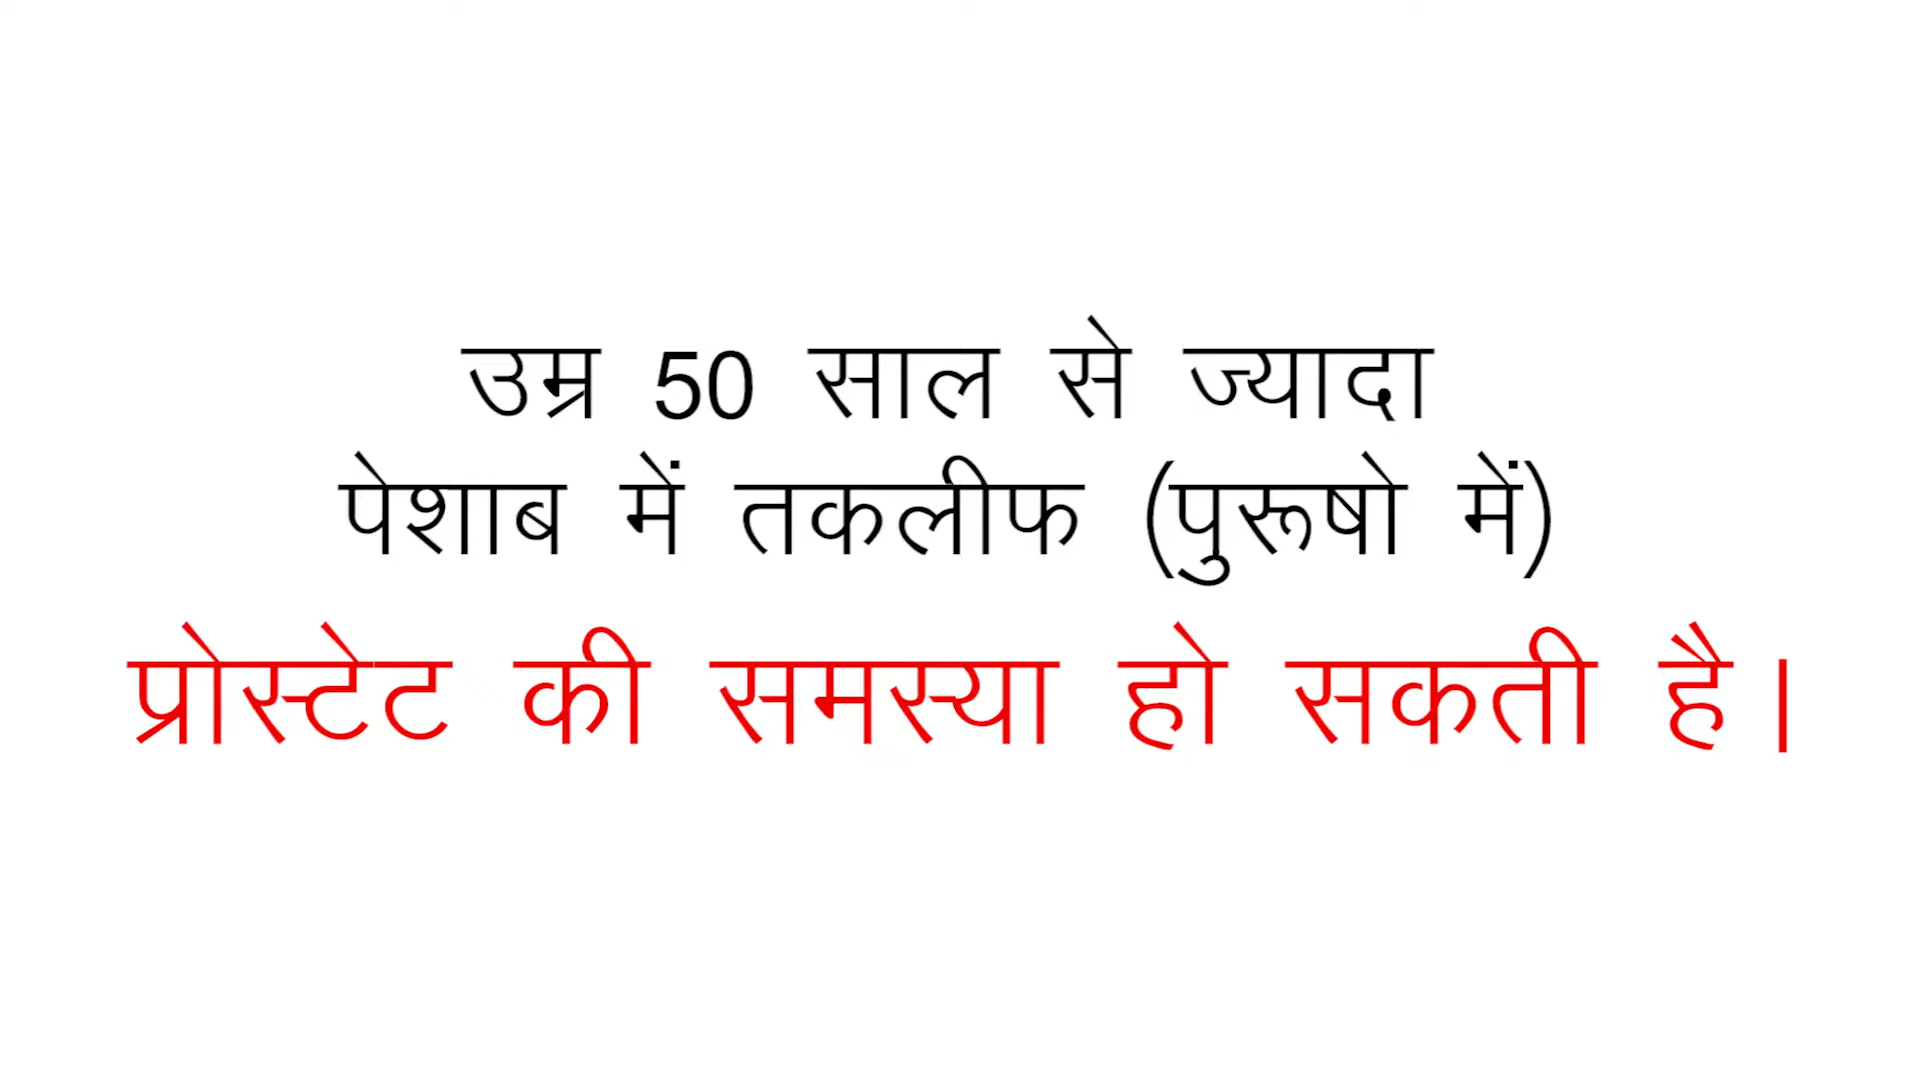 उम्र 50 साल से ज्यादा
पेशाब में तकलीफ (पुरूषो में)
प्रोस्टेट की समस्या हो सकती है |